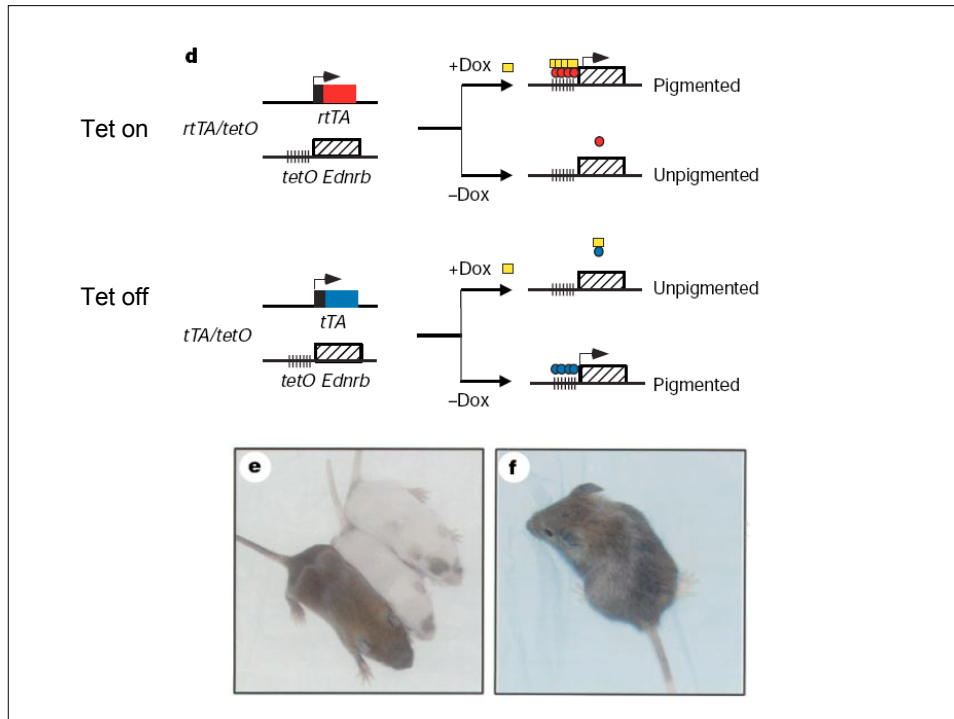 d
Tet on
rtTA/tetO
rtTA
tetO Ednrb
+Dox
Pigmented
–Dox
Unpigmented
Tet off
tTA/tetO
tTA
tetO Ednrb
+Dox
Unpigmented
–Dox
Pigmented
e
f